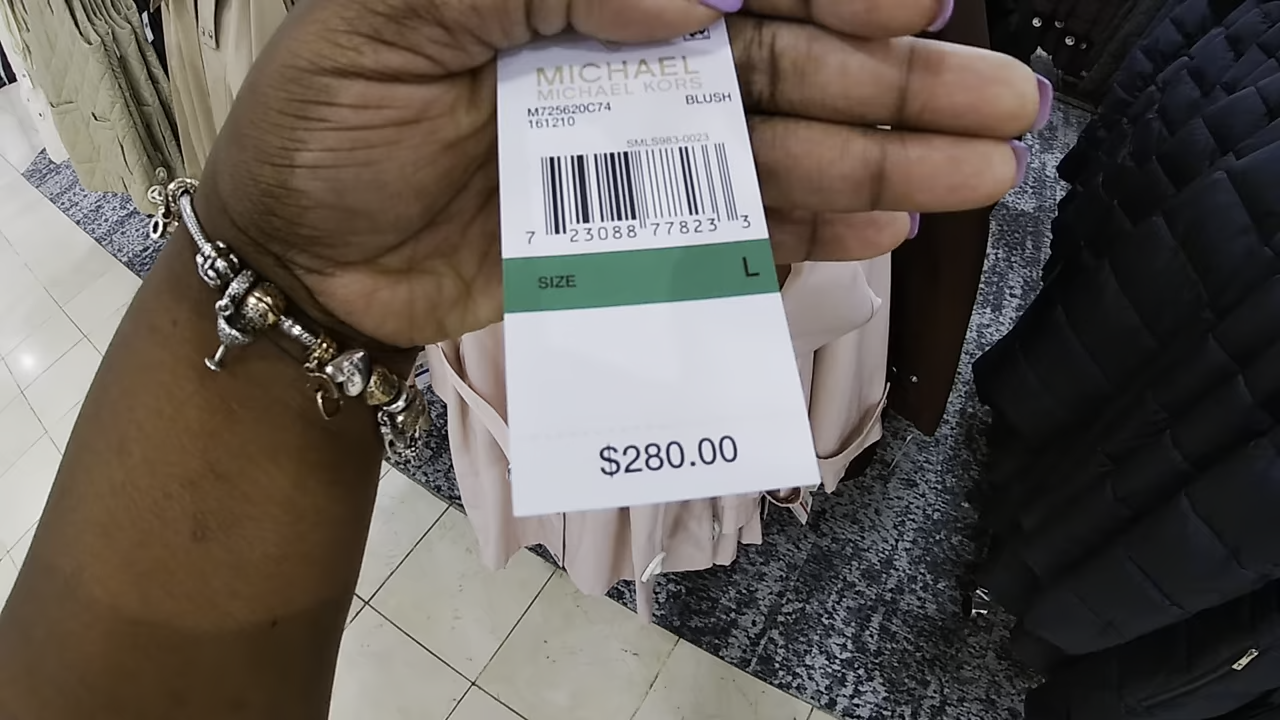 MICHAEL
MICHAEL KORS
M725620C74 BLUSH
161210
SMLS983-0023
7 23088 77823 3
SIZE L
$280.00